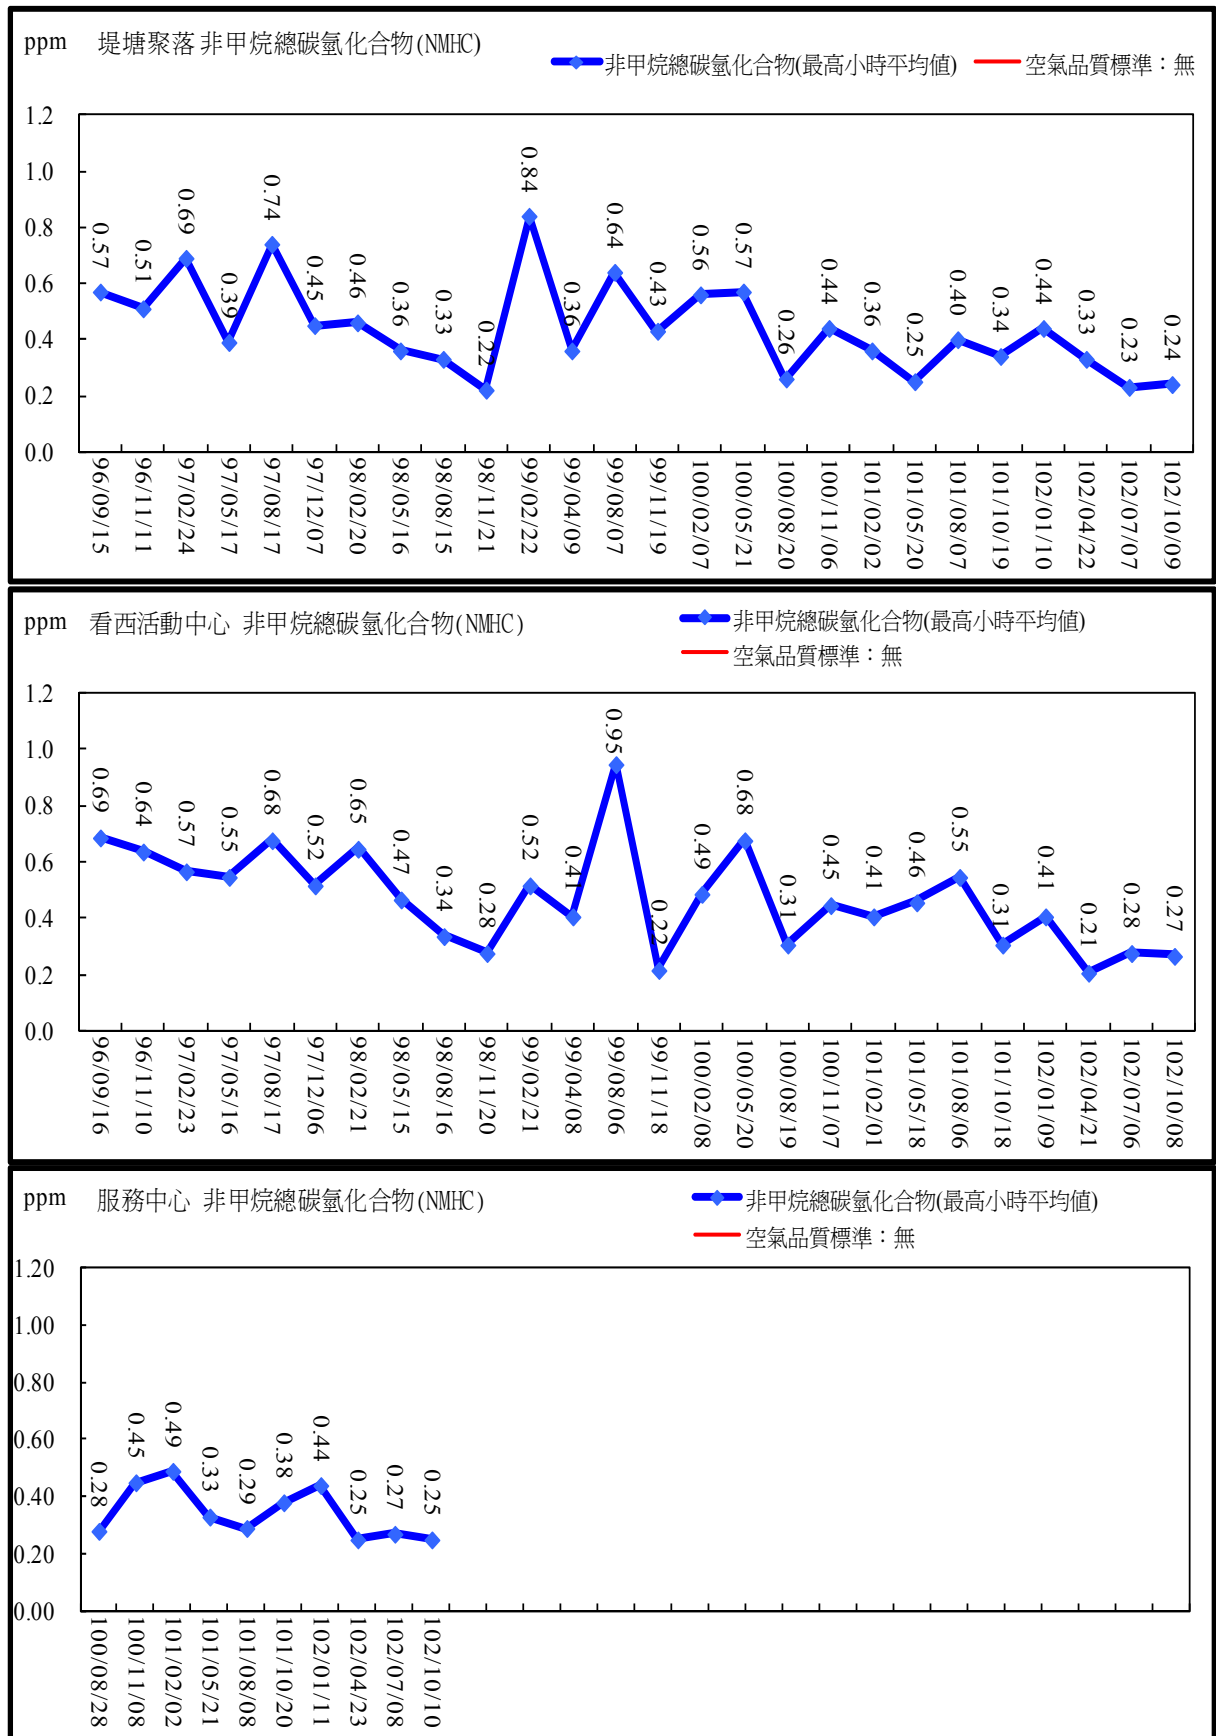 ppm 堤塘聚落 非甲烷總碳氫化合物(NMHC)
非甲烷總碳氫化合物(最高小時平均值) 空氣品質標準：無
1.2
1.0
0.8
0.6
0.4
0.2
0.0
0.57 0.51 0.69 0.39 0.74 0.45 0.46 0.36 0.33 0.22 0.84 0.36 0.64 0.43 0.56 0.57 0.26 0.44 0.36 0.25 0.40 0.34 0.44 0.33 0.23 0.24
96/09/15 96/11/11 97/02/24 97/05/17 97/08/17 97/12/07 98/02/20 98/05/16 98/08/15 98/11/21 99/02/22 99/04/09 99/08/07 99/11/19 100/02/07 100/05/21 100/08/20 100/11/06 101/02/02 101/05/20 101/08/07 101/10/19 102/01/10 102/04/22 102/07/07 102/10/09
ppm 看西活動中心 非甲烷總碳氫化合物(NMHC)
非甲烷總碳氫化合物(最高小時平均值)
空氣品質標準：無
1.2
1.0
0.8
0.6
0.4
0.2
0.0
0.69 0.64 0.57 0.55 0.68 0.52 0.65 0.47 0.34 0.28 0.52 0.41 0.95 0.22 0.49 0.68 0.31 0.45 0.41 0.46 0.55 0.31 0.41 0.21 0.28 0.27
96/09/16 96/11/10 97/02/23 97/05/16 97/08/17 97/12/06 98/02/21 98/05/15 98/08/16 98/11/20 99/02/21 99/04/08 99/08/06 99/11/18 100/02/08 100/05/20 100/08/19 100/11/07 101/02/01 101/05/18 101/08/06 101/10/18 102/01/09 102/04/21 102/07/06 102/10/08
ppm 服務中心 非甲烷總碳氫化合物(NMHC)
非甲烷總碳氫化合物(最高小時平均值)
空氣品質標準：無
1.20
1.00
0.80
0.60
0.40
0.20
0.00
0.28 0.45 0.49 0.33 0.29 0.38 0.44 0.25 0.27 0.25
100/08/28 100/11/08 101/02/02 101/05/21 101/08/08 101/10/20 102/01/11 102/04/23 102/07/08 102/10/10